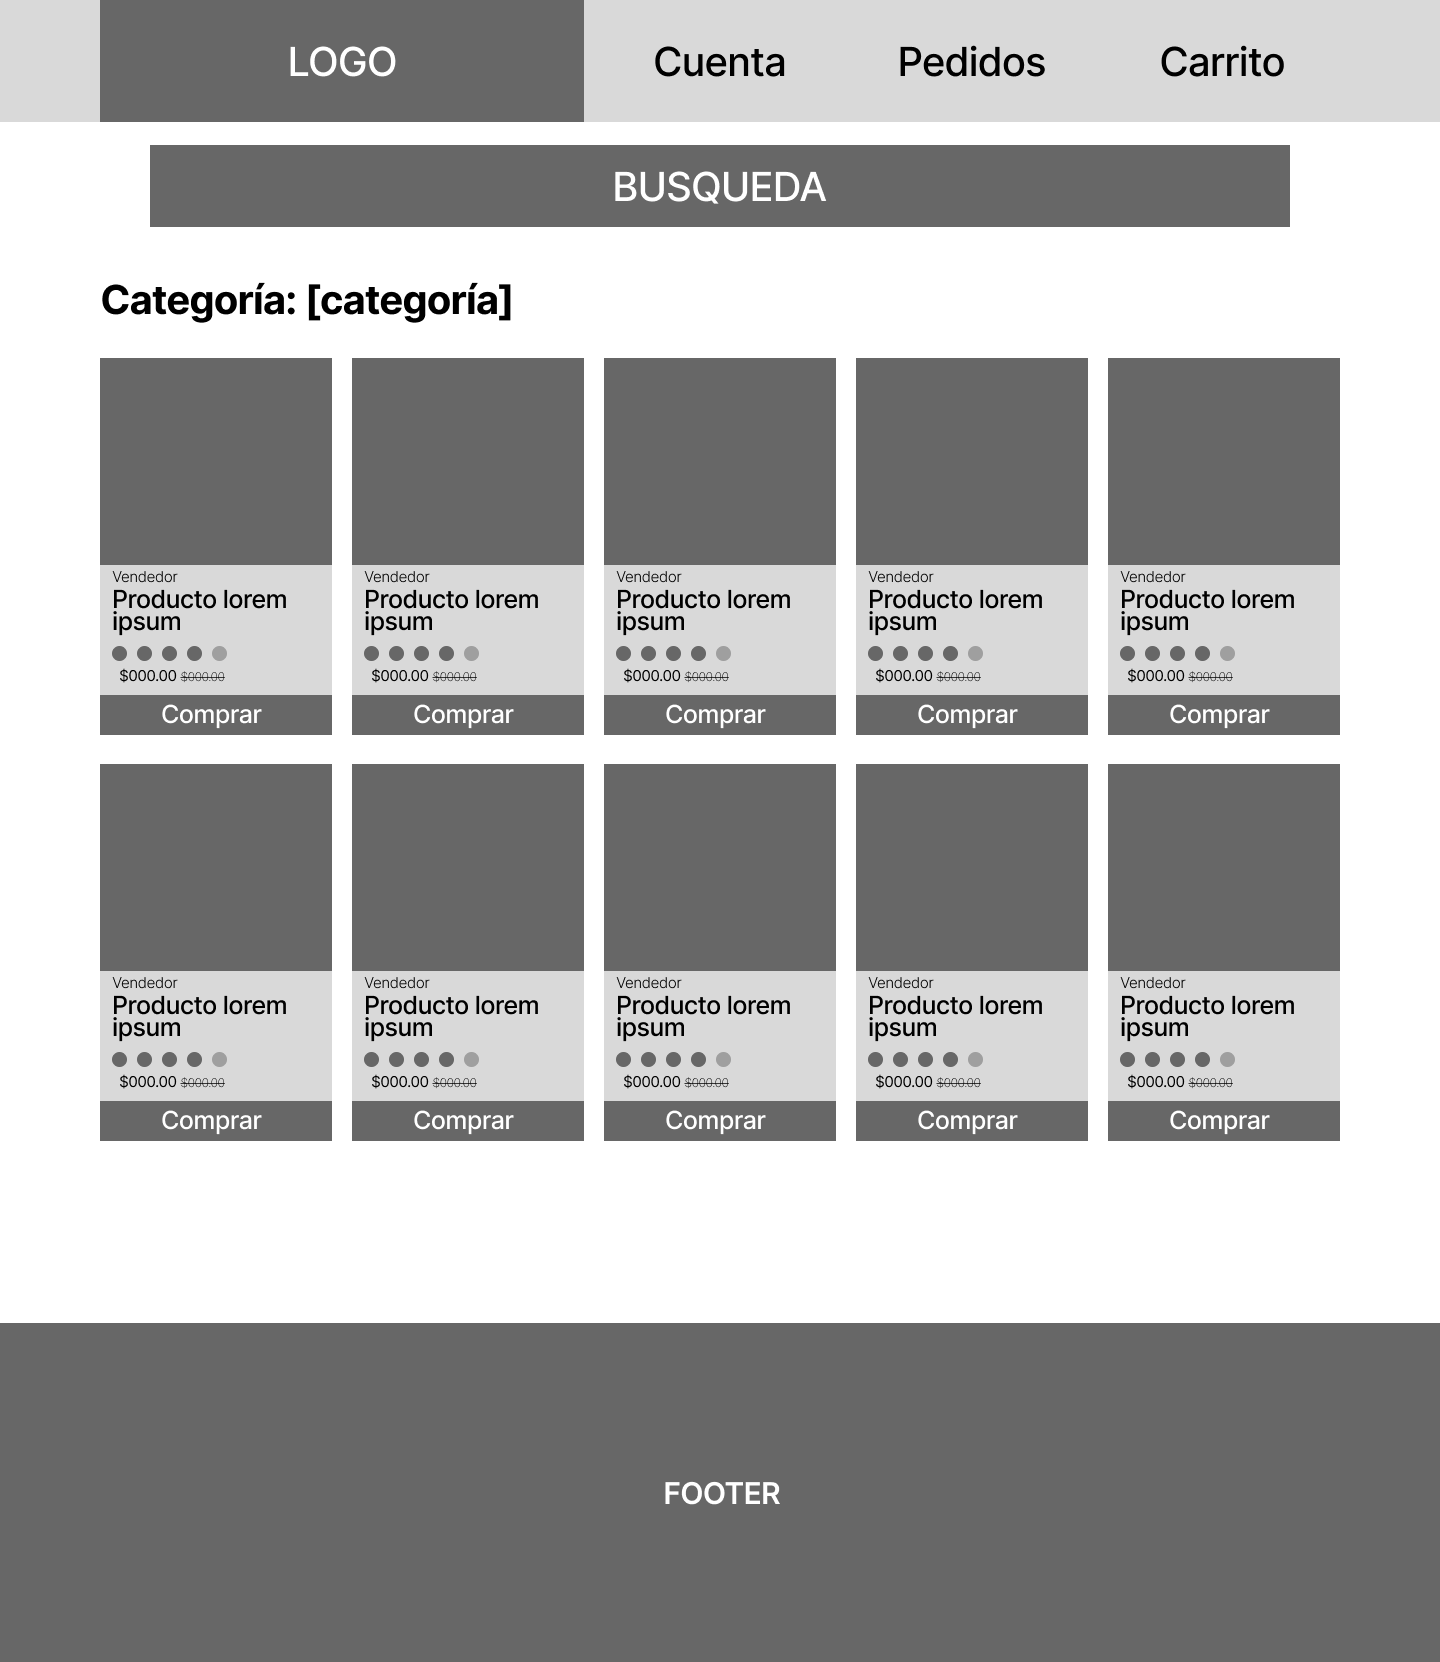 LOGO Cuenta Pedidos Carrito
BUSQUEDA
Categoría: [categoría]
Vendedor
Producto lorem
ipsum
$000.00 $000.00
Comprar
Vendedor
Producto lorem
ipsum
$000.00 $000.00
Comprar
Vendedor
Producto lorem
ipsum
$000.00 $000.00
Comprar
Vendedor
Producto lorem
ipsum
$000.00 $000.00
Comprar
Vendedor
Producto lorem
ipsum
$000.00 $000.00
Comprar
Vendedor
Producto lorem
ipsum
$000.00 $000.00
Comprar
Vendedor
Producto lorem
ipsum
$000.00 $000.00
Comprar
Vendedor
Producto lorem
ipsum
$000.00 $000.00
Comprar
Vendedor
Producto lorem
ipsum
$000.00 $000.00
Comprar
Vendedor
Producto lorem
ipsum
$000.00 $000.00
Comprar
FOOTER